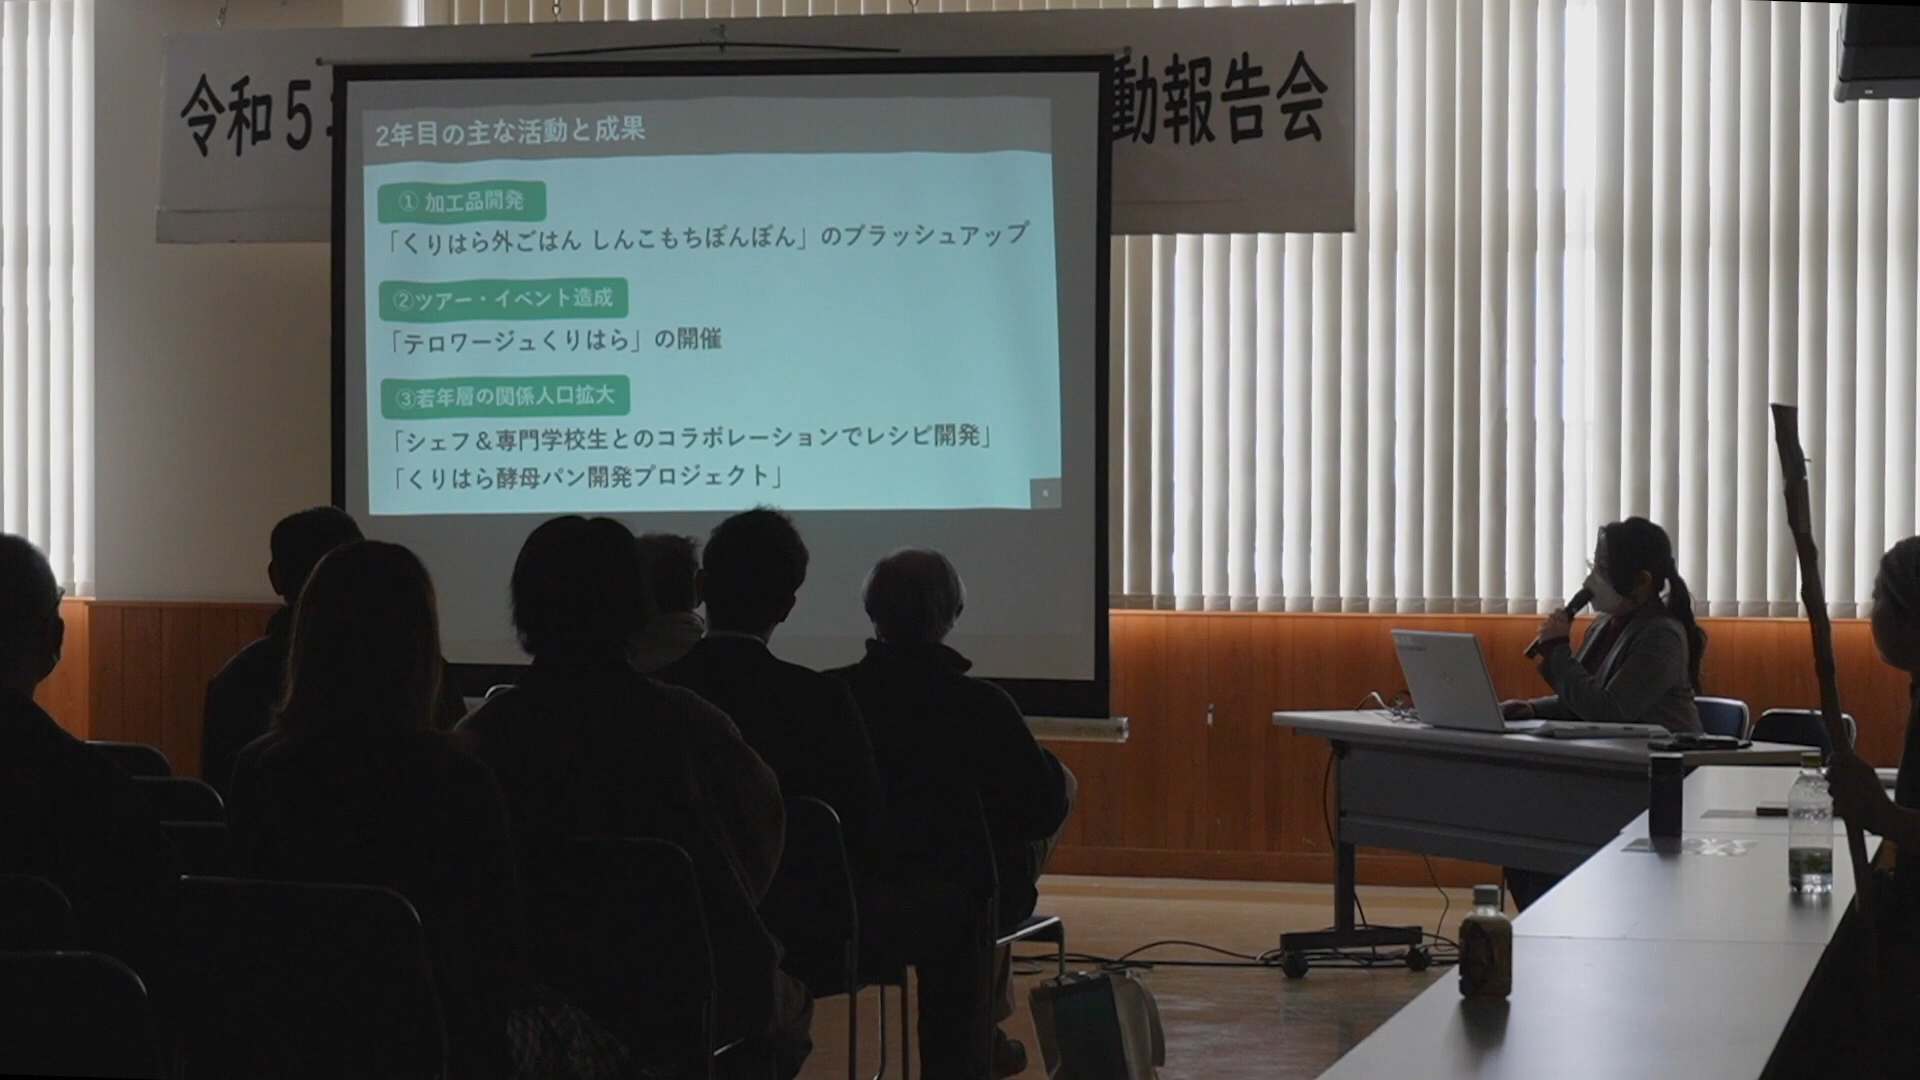 令和5
動報告会
2年目の主な活動と成果
① 加工品開発
「くりはら外ごはん しんこもちぽんぽん」のブラッシュアップ
②ツアー・イベント造成
「テロワージュくりはら」の開催
③若年層の関係人口拡大
「シェフ＆専門学校生とのコラボレーションでレシピ開発」
「くりはら酵母パン開発プロジェクト」